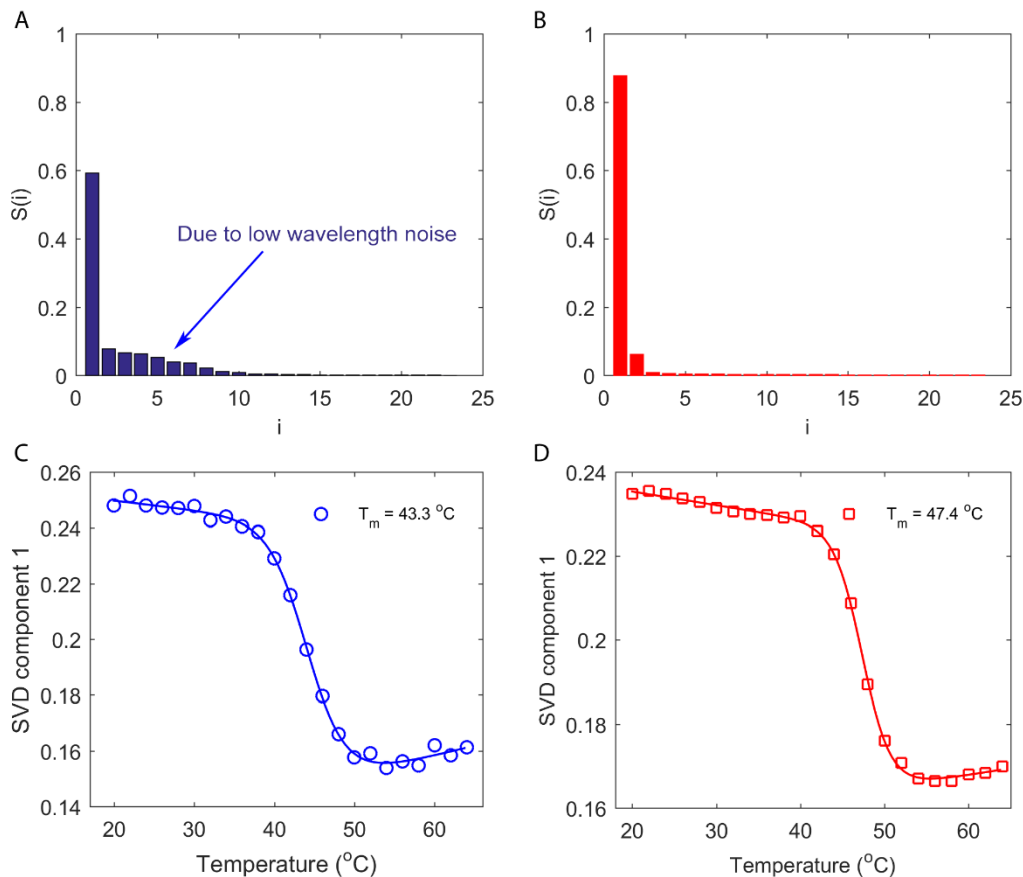 A
B
1
0.8
0.6
0.4
0.2
0
S(i)
Due to low wavelength noise
0 5 10 15 20 25
i
1
0.8
0.6
0.4
0.2
0
S(i)
0 5 10 15 20 25
i
C
D
0.26
0.24
0.22
0.2
0.18
0.16
0.14
SVD component 1
Tm = 43.3 °C
20 30 40 50 60
Temperature (°C)
0.24
0.22
0.2
0.18
0.16
SVD component 1
Tm = 47.4 °C
20 30 40 50 60
Temperature (°C)